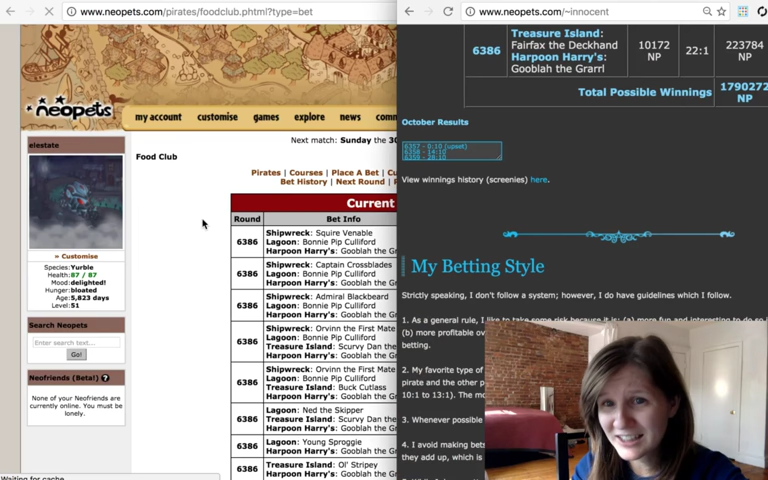 www.neopets.com/pirates/foodclub.phtml?type=bet
neopets
my account
customise
games
explore
news
Next match: Sunday the
elestate
» Customise
Species: Yurble
Health: 87 / 87
Mood: delighted!
Hunger: bloated
Age: 5,823 days
Level: 51
Search Neopets
Enter search text...
Go!
Neofriends (Beta!) ?
None of your Neofriends are currently online. You must be lonely.
Waiting for cache
Food Club
Pirates | Courses | Place A Bet |
Bet History | Next Round |
Current
Round
Bet Info
6386
Shipwreck: Squire Venable
Lagoon: Bonnie Pip Culliford
Harpoon Harry's: Gooblah the Gr
6386
Shipwreck: Captain Crossblades
Lagoon: Bonnie Pip Culliford
Harpoon Harry's: Gooblah the Gr
6386
Shipwreck: Admiral Blackbeard
Lagoon: Bonnie Pip Culliford
Harpoon Harry's: Gooblah the Gr
6386
Shipwreck: Orvinn the First Mate
Lagoon: Bonnie Pip Culliford
Treasure Island: Scurvy Dan the
Harpoon Harry's: Gooblah the Gr
6386
Shipwreck: Orvinn the First Mate
Lagoon: Bonnie Pip Culliford
Treasure Island: Buck Cutlass
Harpoon Harry's: Gooblah the Gr
6386
Lagoon: Ned the Skipper
Treasure Island: Scurvy Dan the
Harpoon Harry's: Gooblah the Gr
6386
Lagoon: Young Sproggie
Harpoon Harry's: Gooblah the Gr
6386
Treasure Island: Ol' Stripey
Harpoon Harry's: Gooblah the Gr
www.neopets.com/~innocent
6386
Treasure Island:
Fairfax the Deckhand
Harpoon Harry's:
Gooblah the Grarrl
10172 NP
22:1
223784 NP
Total Possible Winnings
1790272 NP
October Results
6357 - 0:10 (upset)
6358 - 14:10
6359 - 28:10
View winnings history (screenies) here.
My Betting Style
Strictly speaking, I don't follow a system; however, I do have guidelines which I follow.
1. As a general rule, I like to take some risk because it is: (a) more fun and interesting to do so
(b) more profitable
betting.
2. My favorite type of
pirate and the other p
10:1 to 13:1). The
3. Whenever possible
4. I avoid making bets
they add up, which is